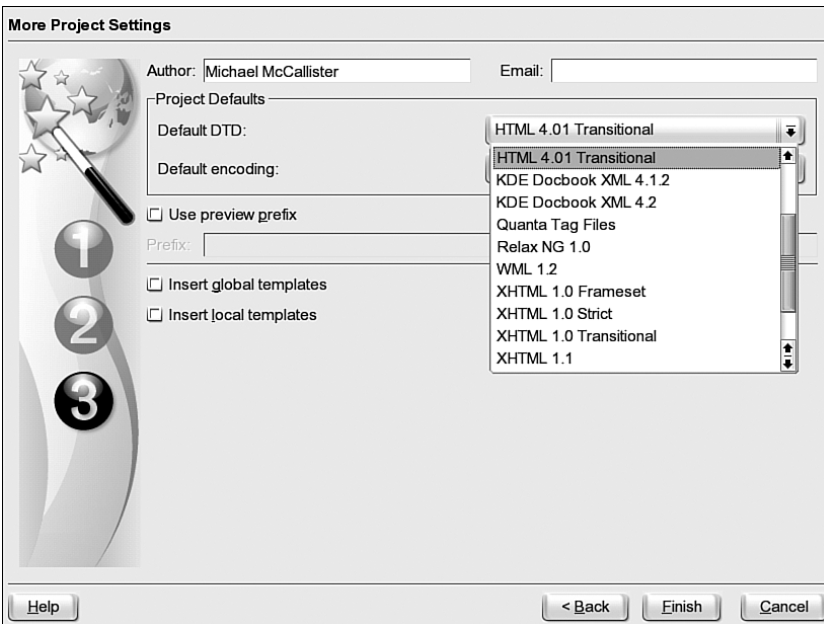 More Project Settings
Author: Michael McCallister Email:
Project Defaults
Default DTD: HTML 4.01 Transitional
Default encoding:
HTML 4.01 Transitional
KDE Docbook XML 4.1.2
KDE Docbook XML 4.2
Quanta Tag Files
Relax NG 1.0
WML 1.2
XHTML 1.0 Frameset
XHTML 1.0 Strict
XHTML 1.0 Transitional
XHTML 1.1
Use preview prefix
Prefix:
Insert global templates
Insert local templates
1
2
3
Help < Back Finish Cancel